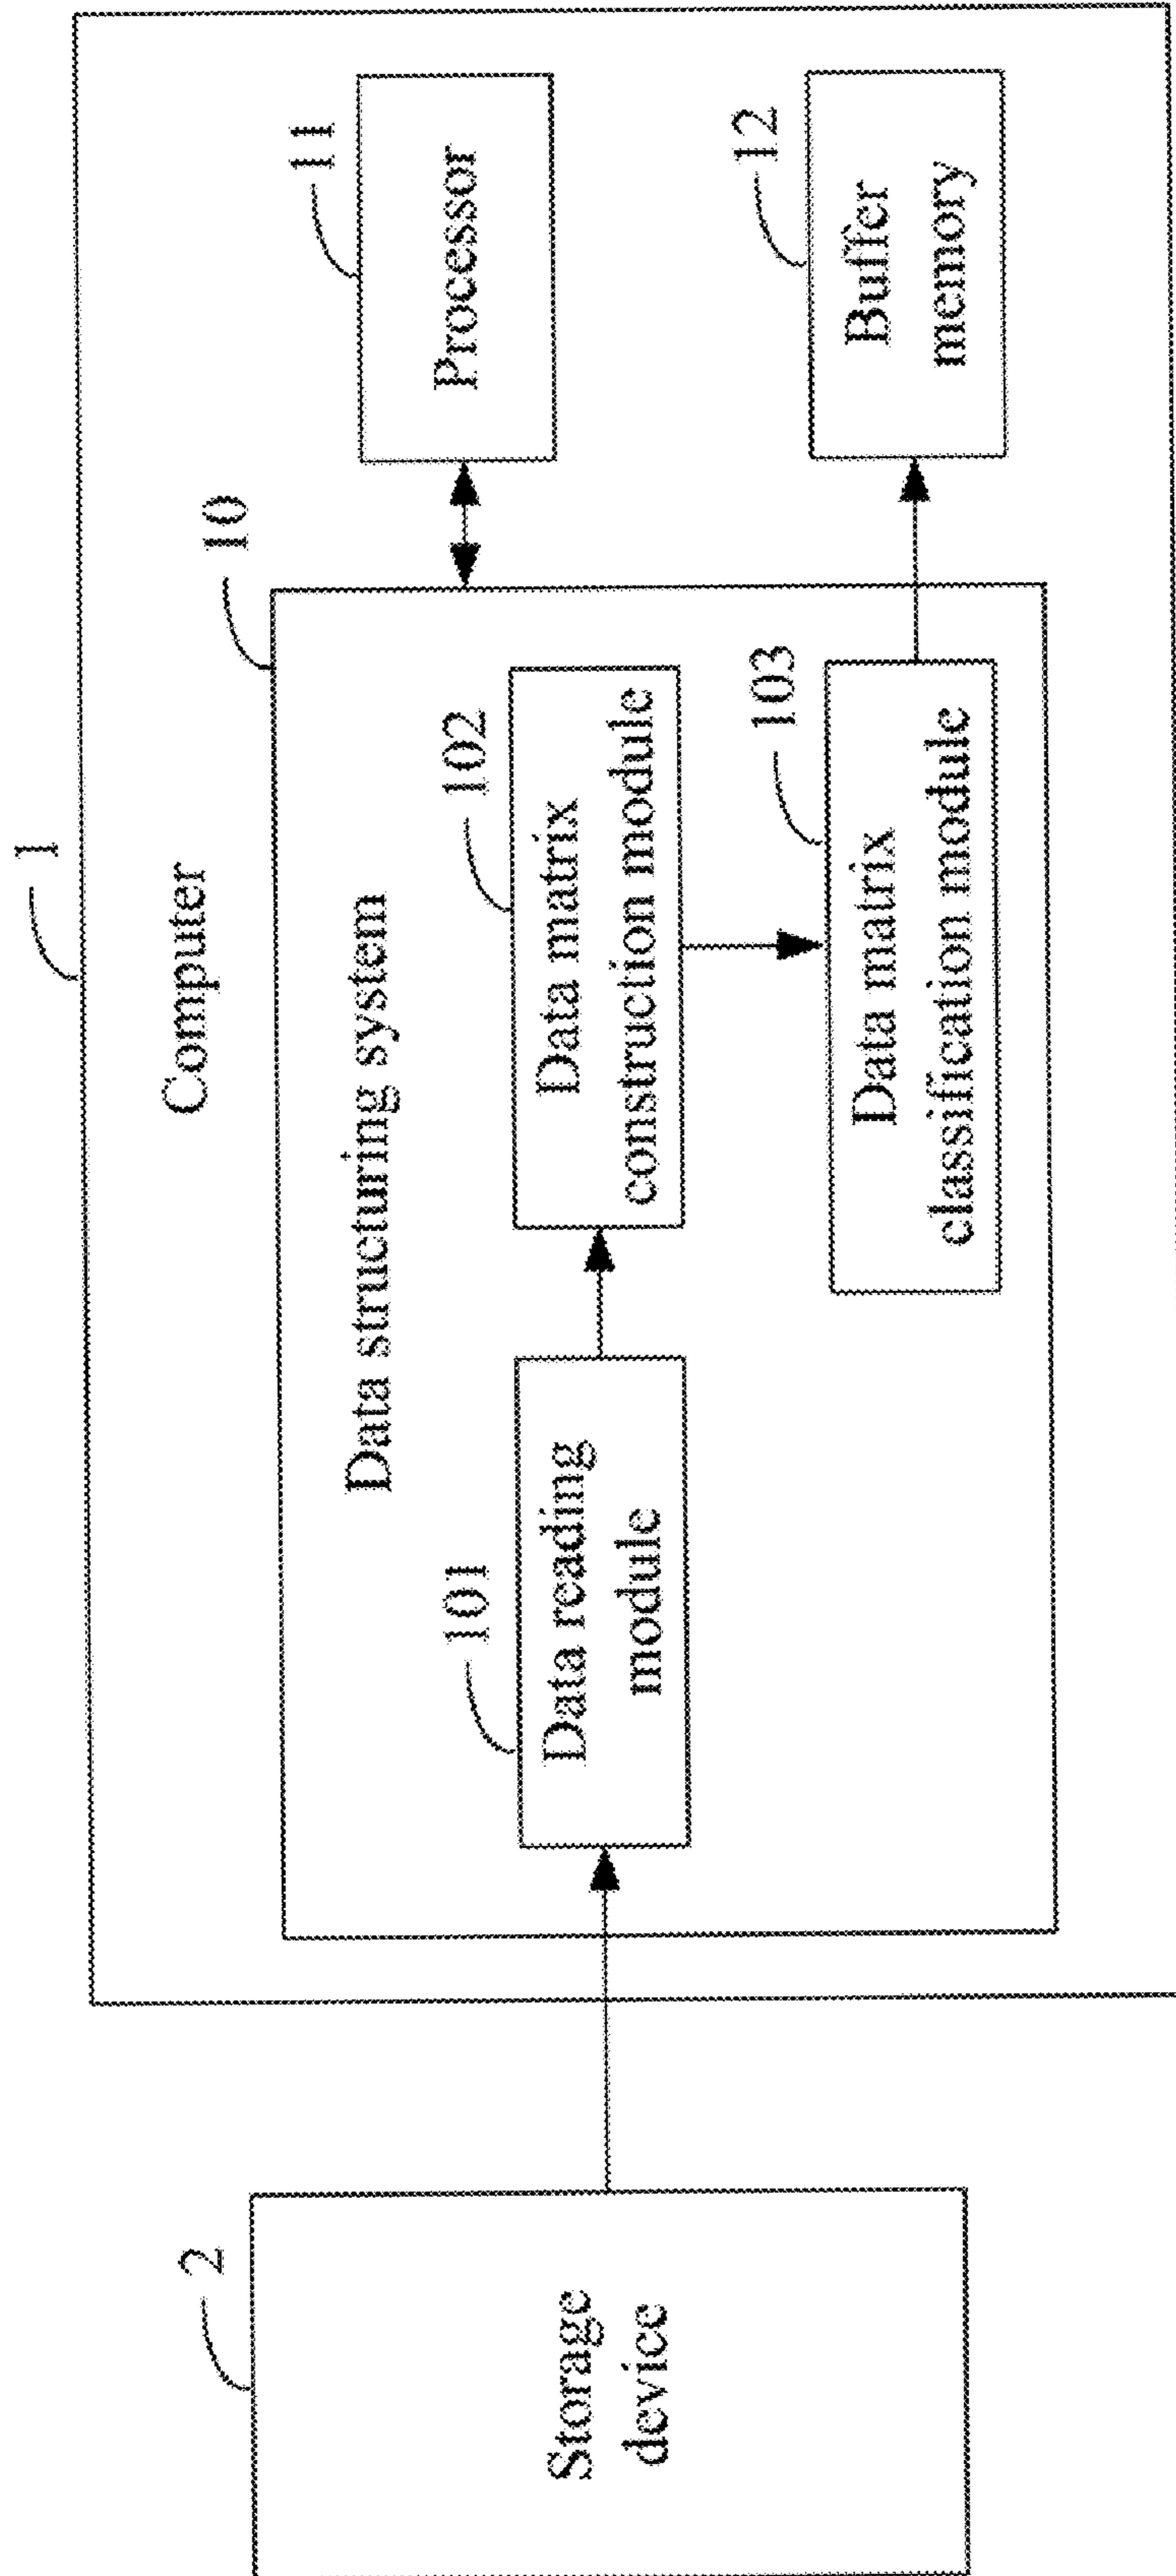 1
Computer
10
Data structuring system
2
Storage
device
101
Data reading
module
102
Data matrix
construction module
103
Data matrix
classification module
11
Processor
12
Buffer
memory